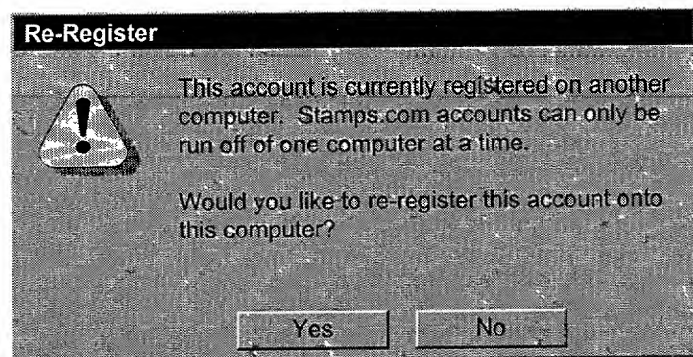 Re-Register
This account is currently registered on another
computer. Stamps.com accounts can only be
run off of one computer at a time.
Would you like to re-register this account onto
this computer?
Yes
No